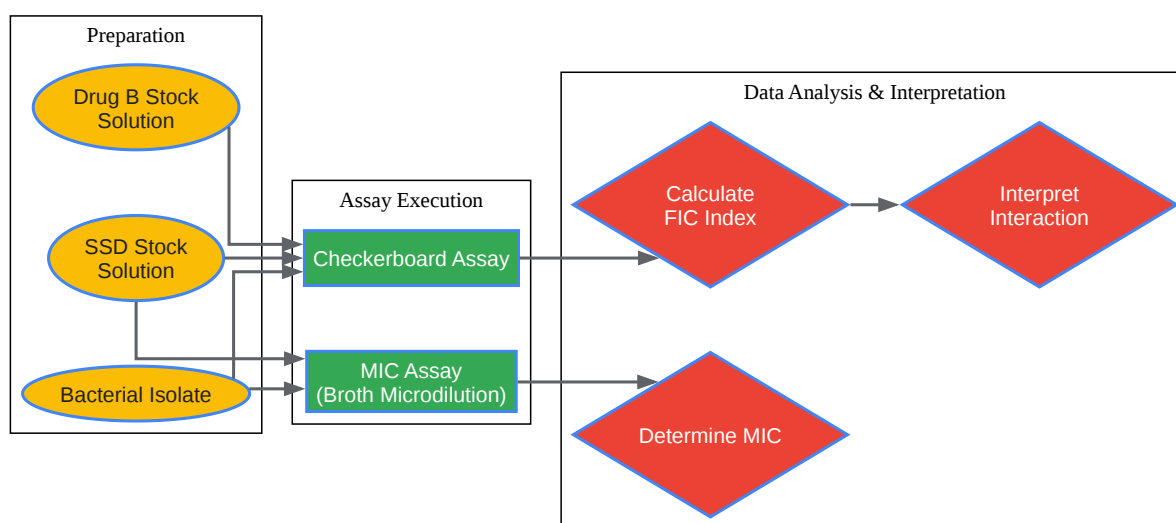 Preparation
Drug B Stock
Solution
SSD Stock
Solution
Bacterial Isolate
Assay Execution
Checkerboard Assay
MIC Assay
(Broth Microdilution)
Data Analysis & Interpretation
Calculate
FIC Index
Interpret
Interaction
Determine MIC